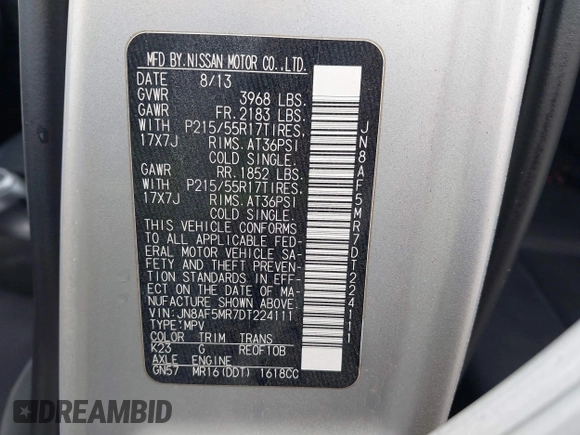 MFD BY.NISSAN MOTOR CO.,LTD.
DATE 8/13
GVWR 3968 LBS.
GAWR FR.2183 LBS.
WITH P215/55R17TIRES,
17X7J RIMS.AT36PSI
COLD SINGLE.
GAWR RR.1852 LBS.
WITH P215/55R17TIRES,
17X7J RIMS.AT36PSI
COLD SINGLE.
THIS VEHICLE CONFORMS
TO ALL APPLICABLE FED-
ERAL MOTOR VEHICLE SA-
FETY AND THEFT PREVEN-
TION STANDARDS IN EFF-
ECT ON THE DATE OF MA-
NUFACTURE SHOWN ABOVE.
VIN:JN8AF5MR7DT224111
TYPE:MPV
COLOR TRIM TRANS
K23 G RE0F10B
AXLE ENGINE
GN57 MR16(DDT) 1618CC
JN8AF5MR7DT224111
DREAMBID